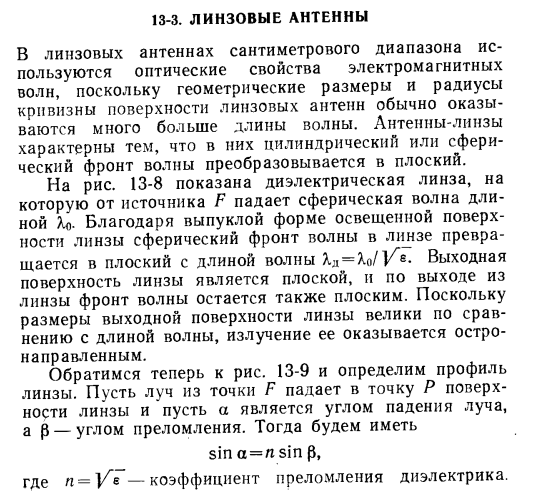 13-3. ЛИНЗОВЫЕ АНТЕННЫ
В линзовых антеннах сантиметрового диапазона ис-
пользуются оптические свойства электромагнитных
волн, поскольку геометрические размеры и радиусы
кривизны поверхности линзовых антенн обычно оказы-
ваются много больше длины волны. Антенны-линзы
характерны тем, что в них цилиндрический или сфери-
ческий фронт волны преобразовывается в плоский.
На рис. 13-8 показана диэлектрическая линза, на
которую от источника F падает сферическая волна дли-
ной λ₀. Благодаря выпуклой форме освещенной поверх-
ности линзы сферический фронт волны в линзе превра-
щается в плоский с длиной волны λд=λ₀/√ε. Выходная
поверхность линзы является плоской, и по выходе из
линзы фронт волны остается также плоским. Поскольку
размеры выходной поверхности линзы велики по срав-
нению с длиной волны, излучение ее оказывается остро-
направленным.
Обратимся теперь к рис. 13-9 и определим профиль
линзы. Пусть луч из точки F падает в точку P поверх-
ности линзы и пусть α является углом падения луча,
а β — углом преломления. Тогда будем иметь
sin α=n sin β,
где n=√ε — коэффициент преломления диэлектрика.